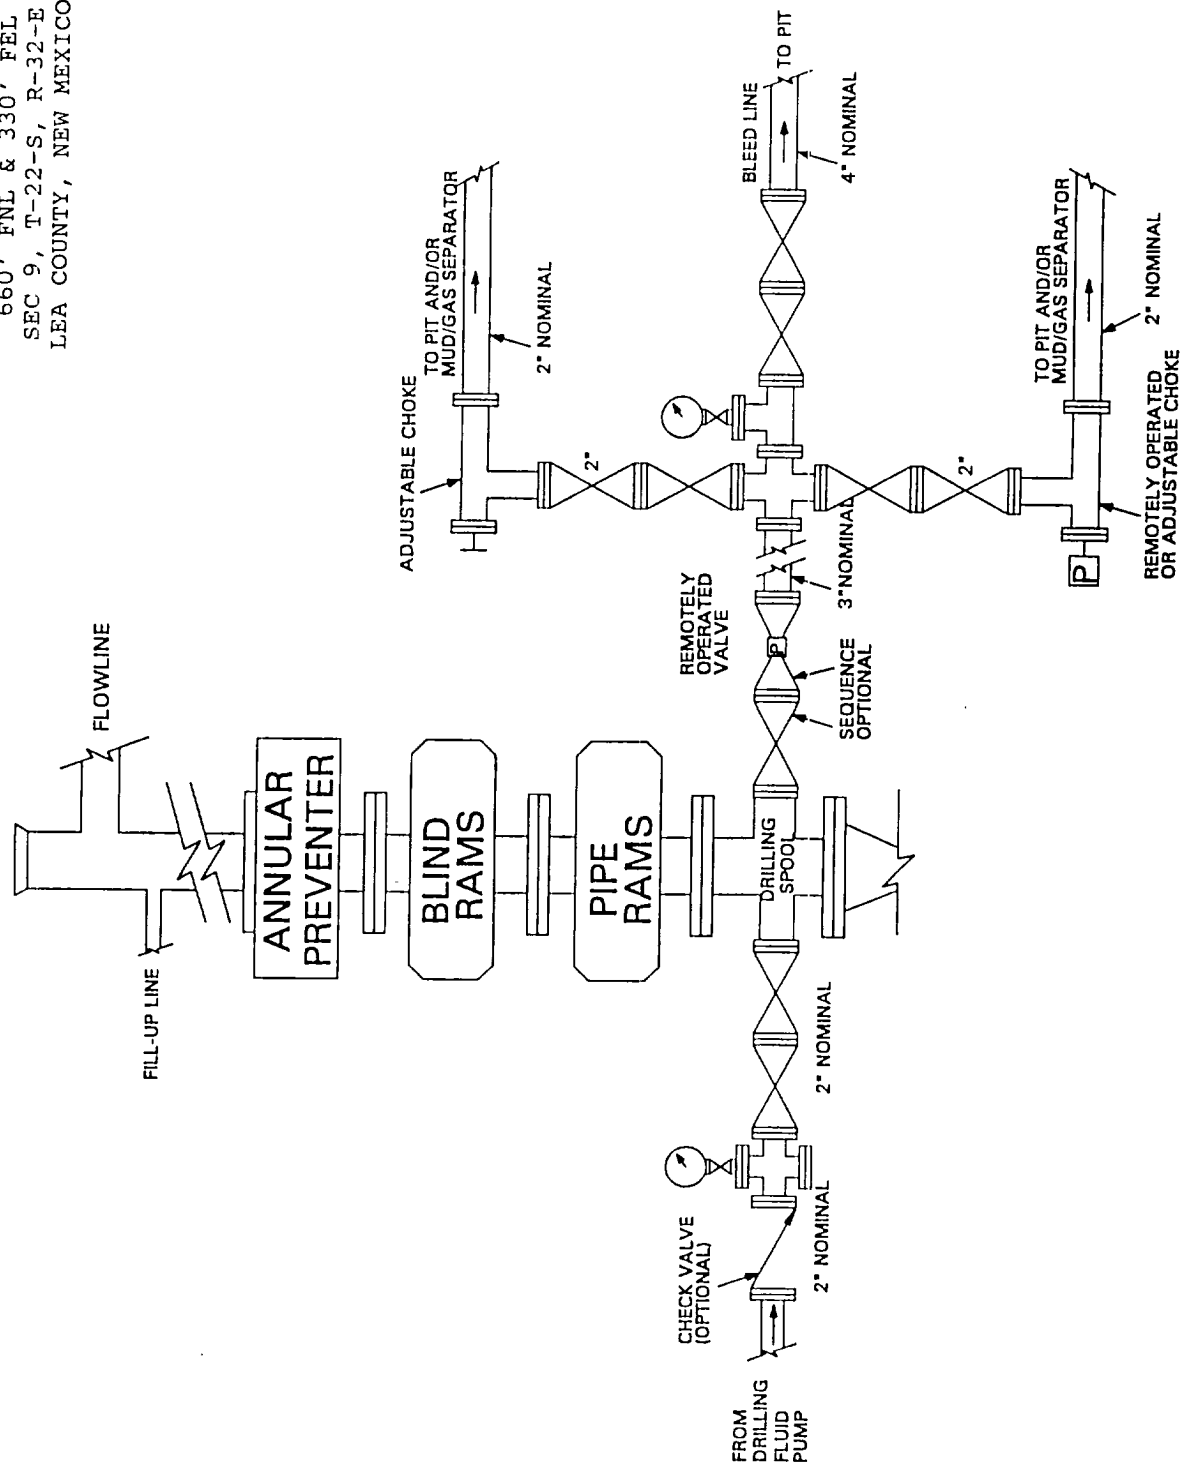 660' FNL & 330' FEL
SEC 9, T-22-S, R-32-E
LEA COUNTY, NEW MEXICO
FLOWLINE
FILL-UP LINE
ANNULAR
PREVENTER
BLIND
RAMS
PIPE
RAMS
DRILLING
SPOOL
ADJUSTABLE CHOKE
TO PIT AND/OR
MUD/GAS SEPARATOR
2" NOMINAL
2"
BLEED LINE
TO PIT
4" NOMINAL
REMOTELY
OPERATED
VALVE
P
SEQUENCE
OPTIONAL
3" NOMINAL
2"
TO PIT AND/OR
MUD/GAS SEPARATOR
2" NOMINAL
P
REMOTELY OPERATED
OR ADJUSTABLE CHOKE
2" NOMINAL
CHECK VALVE
(OPTIONAL)
2" NOMINAL
FROM
DRILLING
FLUID
PUMP